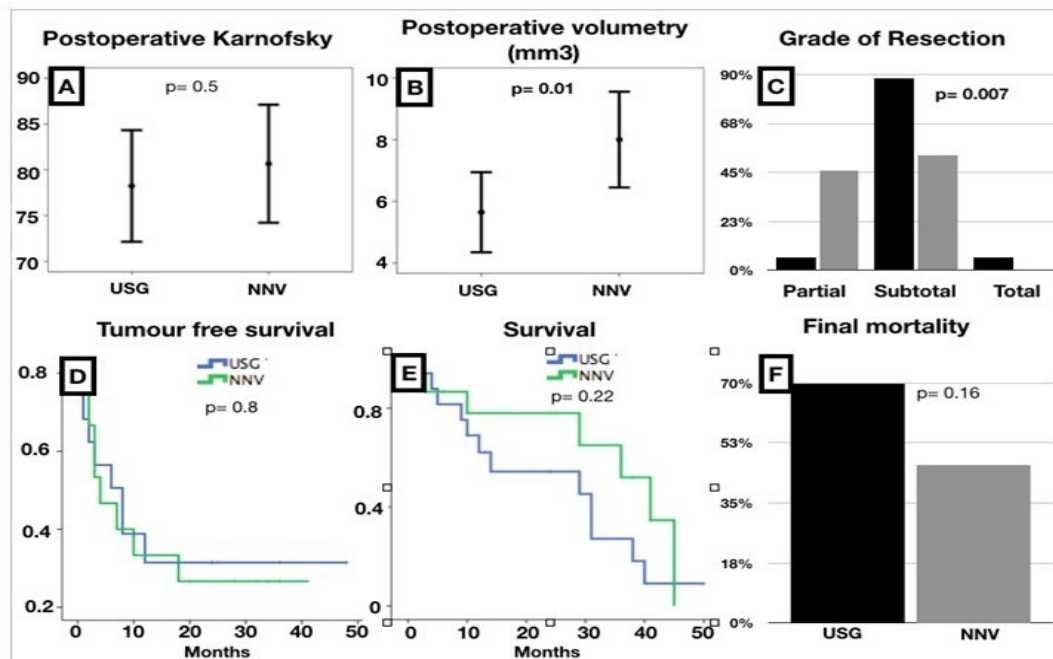 Postoperative Karnofsky
A
p= 0.5
90
85
80
75
70
USG
NNV
Postoperative volumetry
(mm3)
B
p= 0.01
10
8
6
4
USG
NNV
Grade of Resection
C
p= 0.007
90%
68%
45%
23%
0%
Partial
Subtotal
Total
Tumour free survival
D
USG
NNV
p= 0.8
0.8
0.6
0.4
0.2
0 10 20 30 40 50
Months
Survival
E
USG
NNV
p= 0.22
0.8
0.4
0
0 10 20 30 40 50
Months
Final mortality
F
p= 0.16
70%
53%
35%
18%
0%
USG
NNV